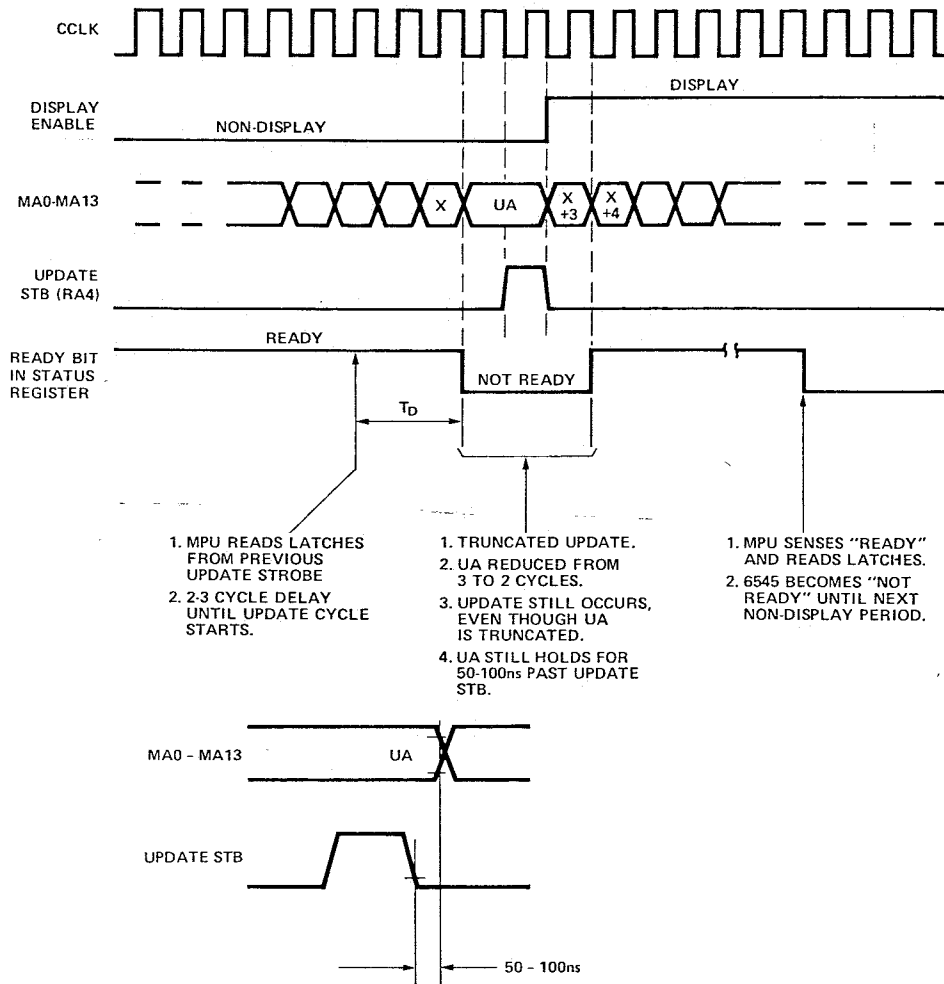 CCLK
DISPLAY
ENABLE
NON-DISPLAY
DISPLAY
MA0-MA13
X
UA
X
+3
X
+4
UPDATE
STB (RA4)
READY BIT
IN STATUS
REGISTER
READY
NOT READY
TD
1. MPU READS LATCHES
FROM PREVIOUS
UPDATE STROBE
2. 2-3 CYCLE DELAY
UNTIL UPDATE CYCLE
STARTS.
1. TRUNCATED UPDATE.
2. UA REDUCED FROM
3 TO 2 CYCLES.
3. UPDATE STILL OCCURS,
EVEN THOUGH UA
IS TRUNCATED.
4. UA STILL HOLDS FOR
50-100ns PAST UPDATE
STB.
1. MPU SENSES "READY"
AND READS LATCHES.
2. 6545 BECOMES "NOT
READY" UNTIL NEXT
NON-DISPLAY PERIOD.
MA0 - MA13
UA
UPDATE STB
50 - 100ns